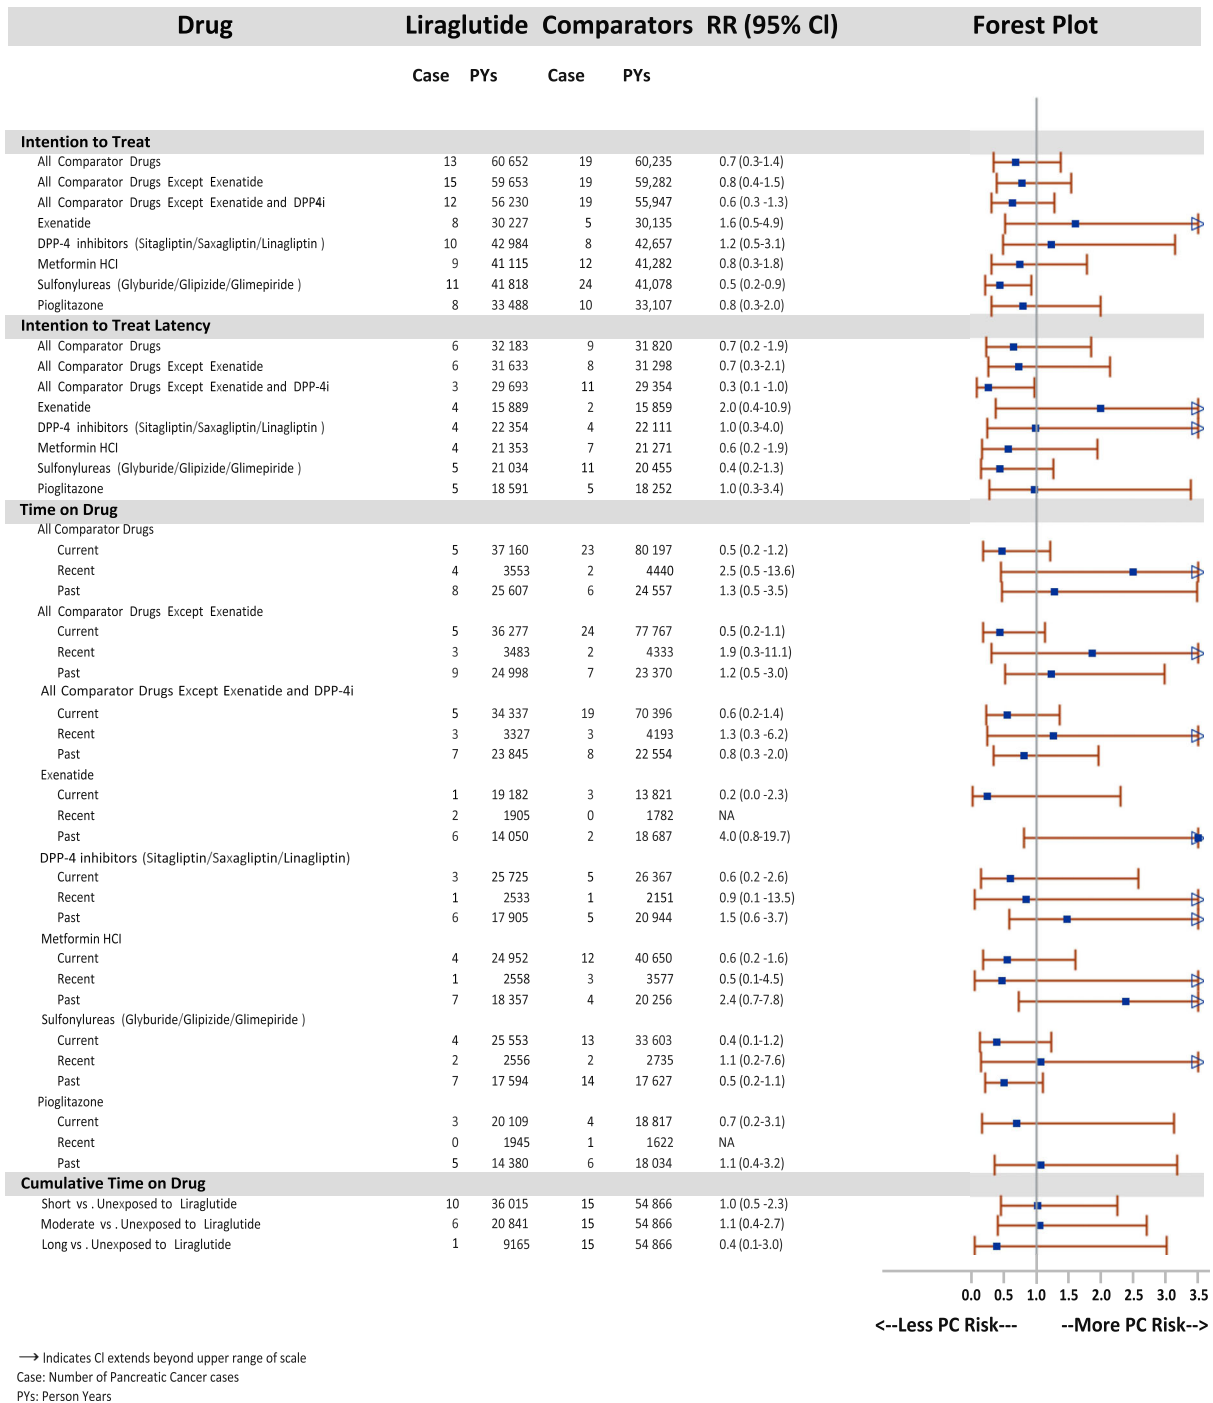 Drug Liraglutide Comparators RR (95% Cl) Forest Plot
Case PYs Case PYs
Intention to Treat
All Comparator Drugs 13 60 652 19 60,235 0.7 (0.3-1.4)
All Comparator Drugs Except Exenatide 15 59 653 19 59,282 0.8 (0.4-1.5)
All Comparator Drugs Except Exenatide and DPP4i 12 56 230 19 55,947 0.6 (0.3 -1.3)
Exenatide 8 30 227 5 30,135 1.6 (0.5-4.9)
DPP-4 inhibitors (Sitagliptin/Saxagliptin/Linagliptin ) 10 42 984 8 42,657 1.2 (0.5-3.1)
Metformin HCl 9 41 115 12 41,282 0.8 (0.3-1.8)
Sulfonylureas (Glyburide/Glipizide/Glimepiride ) 11 41 818 24 41,078 0.5 (0.2-0.9)
Pioglitazone 8 33 488 10 33,107 0.8 (0.3-2.0)
Intention to Treat Latency
All Comparator Drugs 6 32 183 9 31 820 0.7 (0.2 -1.9)
All Comparator Drugs Except Exenatide 6 31 633 8 31 298 0.7 (0.3-2.1)
All Comparator Drugs Except Exenatide and DPP-4i 3 29 693 11 29 354 0.3 (0.1 -1.0)
Exenatide 4 15 889 2 15 859 2.0 (0.4-10.9)
DPP-4 inhibitors (Sitagliptin/Saxagliptin/Linagliptin ) 4 22 354 4 22 111 1.0 (0.3-4.0)
Metformin HCl 4 21 353 7 21 271 0.6 (0.2 -1.9)
Sulfonylureas (Glyburide/Glipizide/Glimepiride ) 5 21 034 11 20 455 0.4 (0.2-1.3)
Pioglitazone 5 18 591 5 18 252 1.0 (0.3-3.4)
Time on Drug
All Comparator Drugs
Current 5 37 160 23 80 197 0.5 (0.2 -1.2)
Recent 4 3553 2 4440 2.5 (0.5 -13.6)
Past 8 25 607 6 24 557 1.3 (0.5 -3.5)
All Comparator Drugs Except Exenatide
Current 5 36 277 24 77 767 0.5 (0.2-1.1)
Recent 3 3483 2 4333 1.9 (0.3-11.1)
Past 9 24 998 7 23 370 1.2 (0.5 -3.0)
All Comparator Drugs Except Exenatide and DPP-4i
Current 5 34 337 19 70 396 0.6 (0.2-1.4)
Recent 3 3327 3 4193 1.3 (0.3 -6.2)
Past 7 23 845 8 22 554 0.8 (0.3 -2.0)
Exenatide
Current 1 19 182 3 13 821 0.2 (0.0 -2.3)
Recent 2 1905 0 1782 NA
Past 6 14 050 2 18 687 4.0 (0.8-19.7)
DPP-4 inhibitors (Sitagliptin/Saxagliptin/Linagliptin)
Current 3 25 725 5 26 367 0.6 (0.2 -2.6)
Recent 1 2533 1 2151 0.9 (0.1 -13.5)
Past 6 17 905 5 20 944 1.5 (0.6 -3.7)
Metformin HCl
Current 4 24 952 12 40 650 0.6 (0.2 -1.6)
Recent 1 2558 3 3577 0.5 (0.1-4.5)
Past 7 18 357 4 20 256 2.4 (0.7-7.8)
Sulfonylureas (Glyburide/Glipizide/Glimepiride )
Current 4 25 553 13 33 603 0.4 (0.1-1.2)
Recent 2 2556 2 2735 1.1 (0.2-7.6)
Past 7 17 594 14 17 627 0.5 (0.2-1.1)
Pioglitazone
Current 3 20 109 4 18 817 0.7 (0.2-3.1)
Recent 0 1945 1 1622 NA
Past 5 14 380 6 18 034 1.1 (0.4-3.2)
Cumulative Time on Drug
Short vs . Unexposed to Liraglutide 10 36 015 15 54 866 1.0 (0.5 -2.3)
Moderate vs . Unexposed to Liraglutide 6 20 841 15 54 866 1.1 (0.4-2.7)
Long vs . Unexposed to Liraglutide 1 9165 15 54 866 0.4 (0.1-3.0)
0.0 0.5 1.0 1.5 2.0 2.5 3.0 3.5
<--Less PC Risk--- --More PC Risk-->
→ Indicates Cl extends beyond upper range of scale
Case: Number of Pancreatic Cancer cases
PYs: Person Years